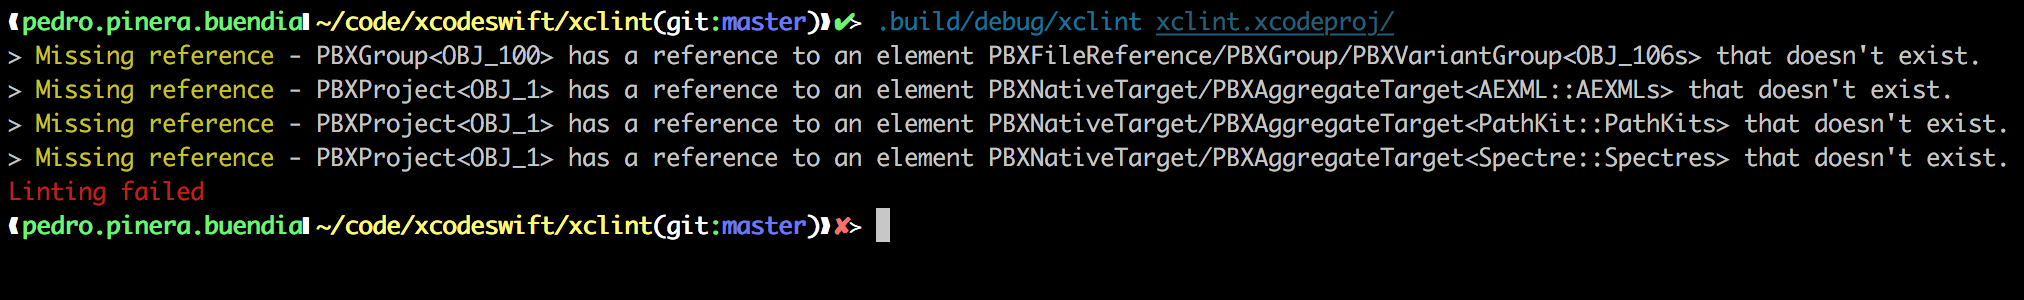 pedro.pinera.buendia ~/code/xcodeswift/xclint(git:master) ✔> .build/debug/xclint xclint.xcodeproj/
> Missing reference - PBXGroup<OBJ_100> has a reference to an element PBXFileReference/PBXGroup/PBXVariantGroup<OBJ_106s> that doesn't exist.
> Missing reference - PBXProject<OBJ_1> has a reference to an element PBXNativeTarget/PBXAggregateTarget<AEXML::AEXMLs> that doesn't exist.
> Missing reference - PBXProject<OBJ_1> has a reference to an element PBXNativeTarget/PBXAggregateTarget<PathKit::PathKits> that doesn't exist.
> Missing reference - PBXProject<OBJ_1> has a reference to an element PBXNativeTarget/PBXAggregateTarget<Spectre::Spectres> that doesn't exist.
Linting failed
pedro.pinera.buendia ~/code/xcodeswift/xclint(git:master) ✘>